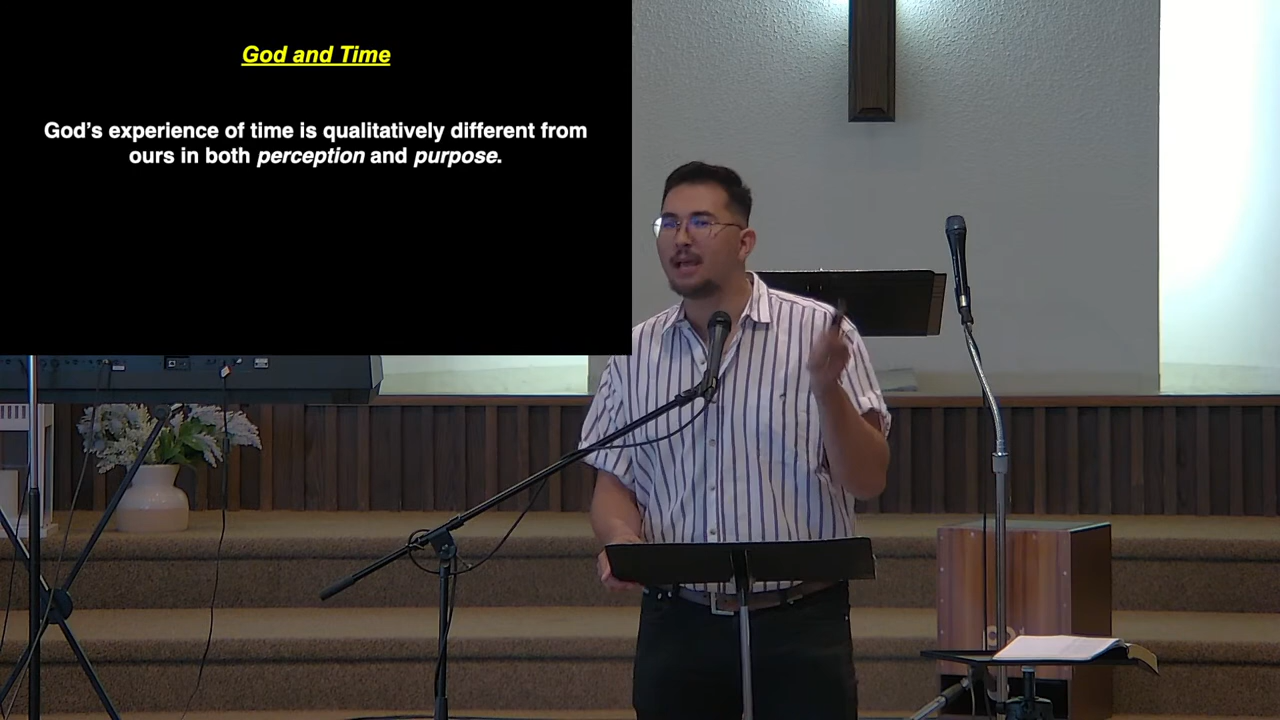 God and Time
God's experience of time is qualitatively different from
ours in both perception and purpose.